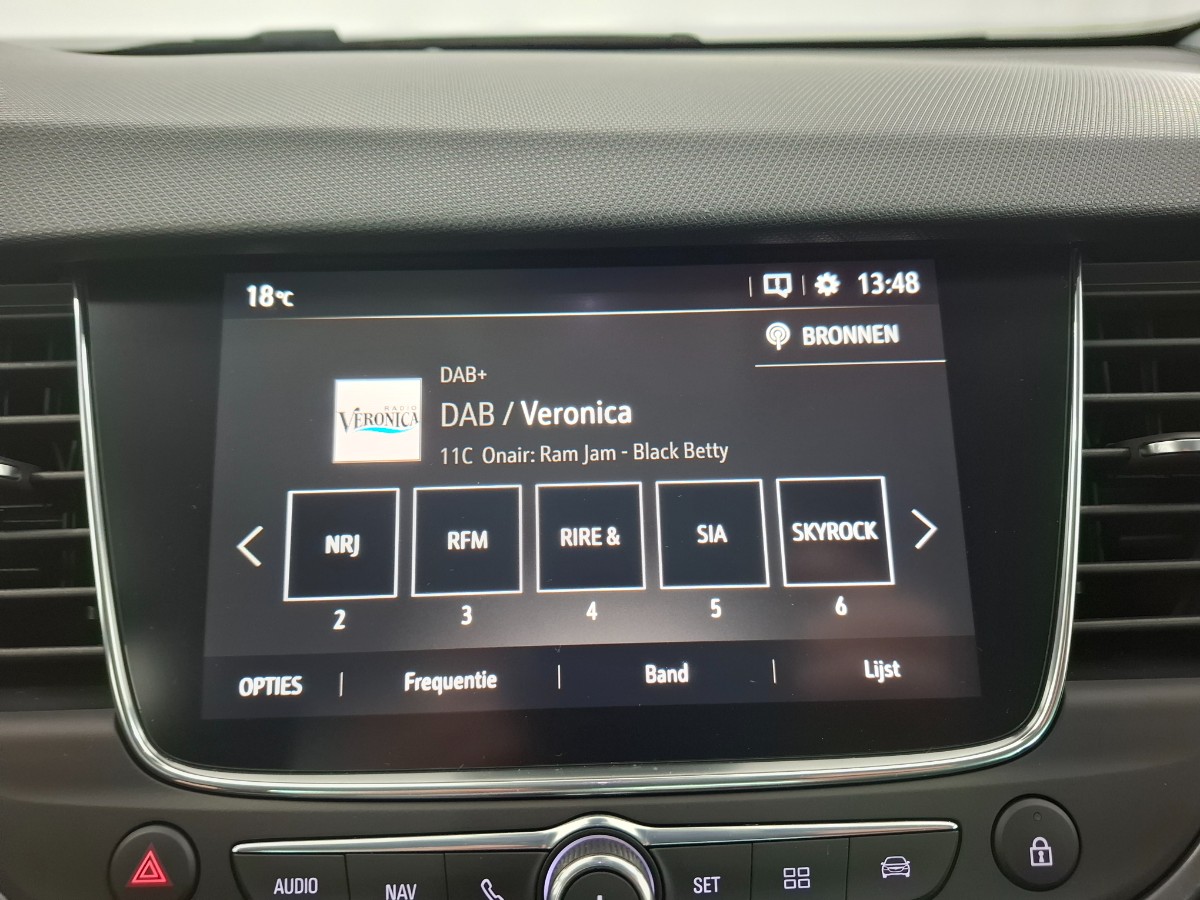 18°C
13:48
BRONNEN
DAB+
RADIO
VERONICA
DAB / Veronica
11C Onair: Ram Jam - Black Betty
NRJ RFM RIRE & SIA SKYROCK
2 3 4 5 6
OPTIES | Frequentie | Band | Lijst
AUDIO NAV SET